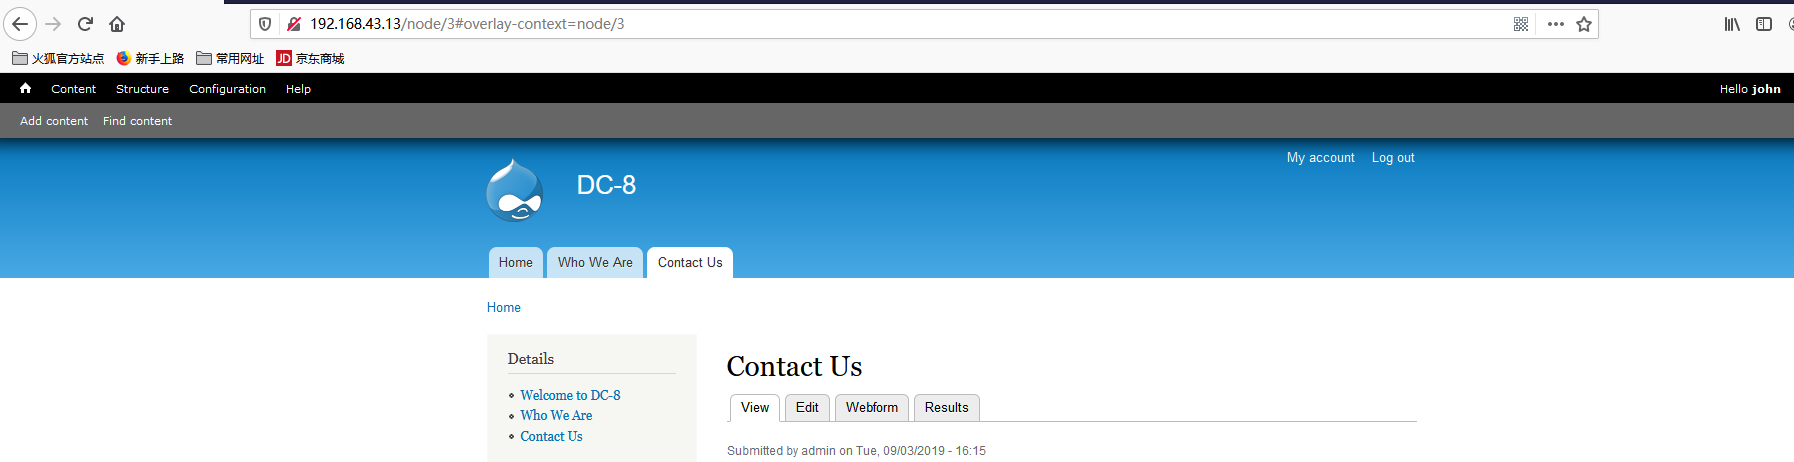 192.168.43.13/node/3#overlay-context=node/3
火狐官方站点 新手上路 常用网址 JD 京东商城
Content Structure Configuration Help Hello john
Add content Find content
My account Log out
DC-8
Home Who We Are Contact Us
Home
Details
Welcome to DC-8
Who We Are
Contact Us
Contact Us
View Edit Webform Results
Submitted by admin on Tue, 09/03/2019 - 16:15